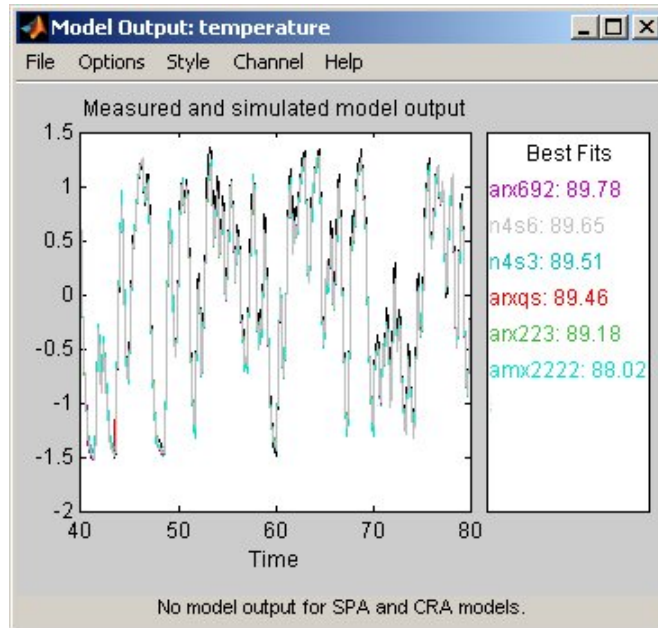 Model Output: temperature
File Options Style Channel Help
Measured and simulated model output
1.5
1
0.5
0
-0.5
-1
-1.5
-2
40 50 60 70 80
Time
Best Fits
arx692: 89.78
n4s6: 89.65
n4s3: 89.51
arxqs: 89.46
arx223: 89.18
amx2222: 88.02
No model output for SPA and CRA models.